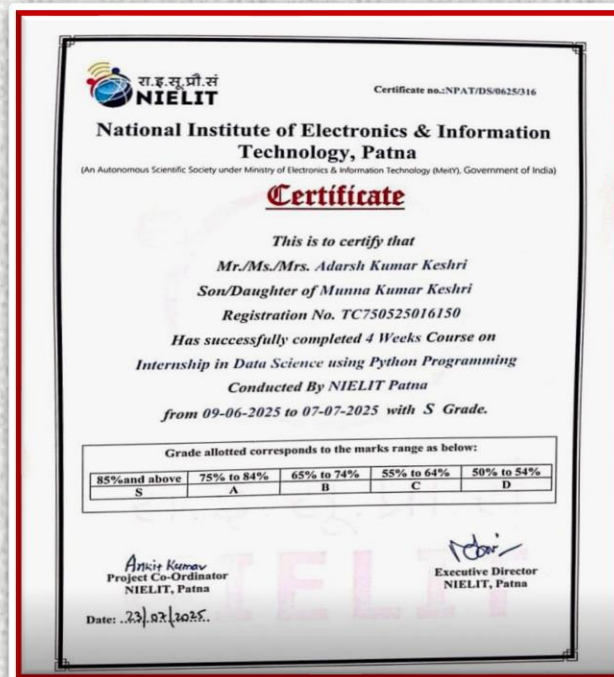 रा.इ.सू.प्रौ.सं
NIELIT
Certificate no.:NPAT/DS/0625/316
National Institute of Electronics & Information
Technology, Patna
(An Autonomous Scientific Society under Ministry of Electronics & Information Technology (MeitY), Government of India)
Certificate
This is to certify that
Mr./Ms./Mrs. Adarsh Kumar Keshri
Son/Daughter of Munna Kumar Keshri
Registration No. TC750525016150
Has successfully completed 4 Weeks Course on
Internship in Data Science using Python Programming
Conducted By NIELIT Patna
from 09-06-2025 to 07-07-2025 with S Grade.
Grade allotted corresponds to the marks range as below:
85%and above 75% to 84% 65% to 74% 55% to 64% 50% to 54%
S A B C D
रा.इ.सू.प्रौ.सं
NIELIT
Ankit Kumar
Project Co-Ordinator
NIELIT, Patna
Executive Director
NIELIT, Patna
Date: ..23/07/2025..